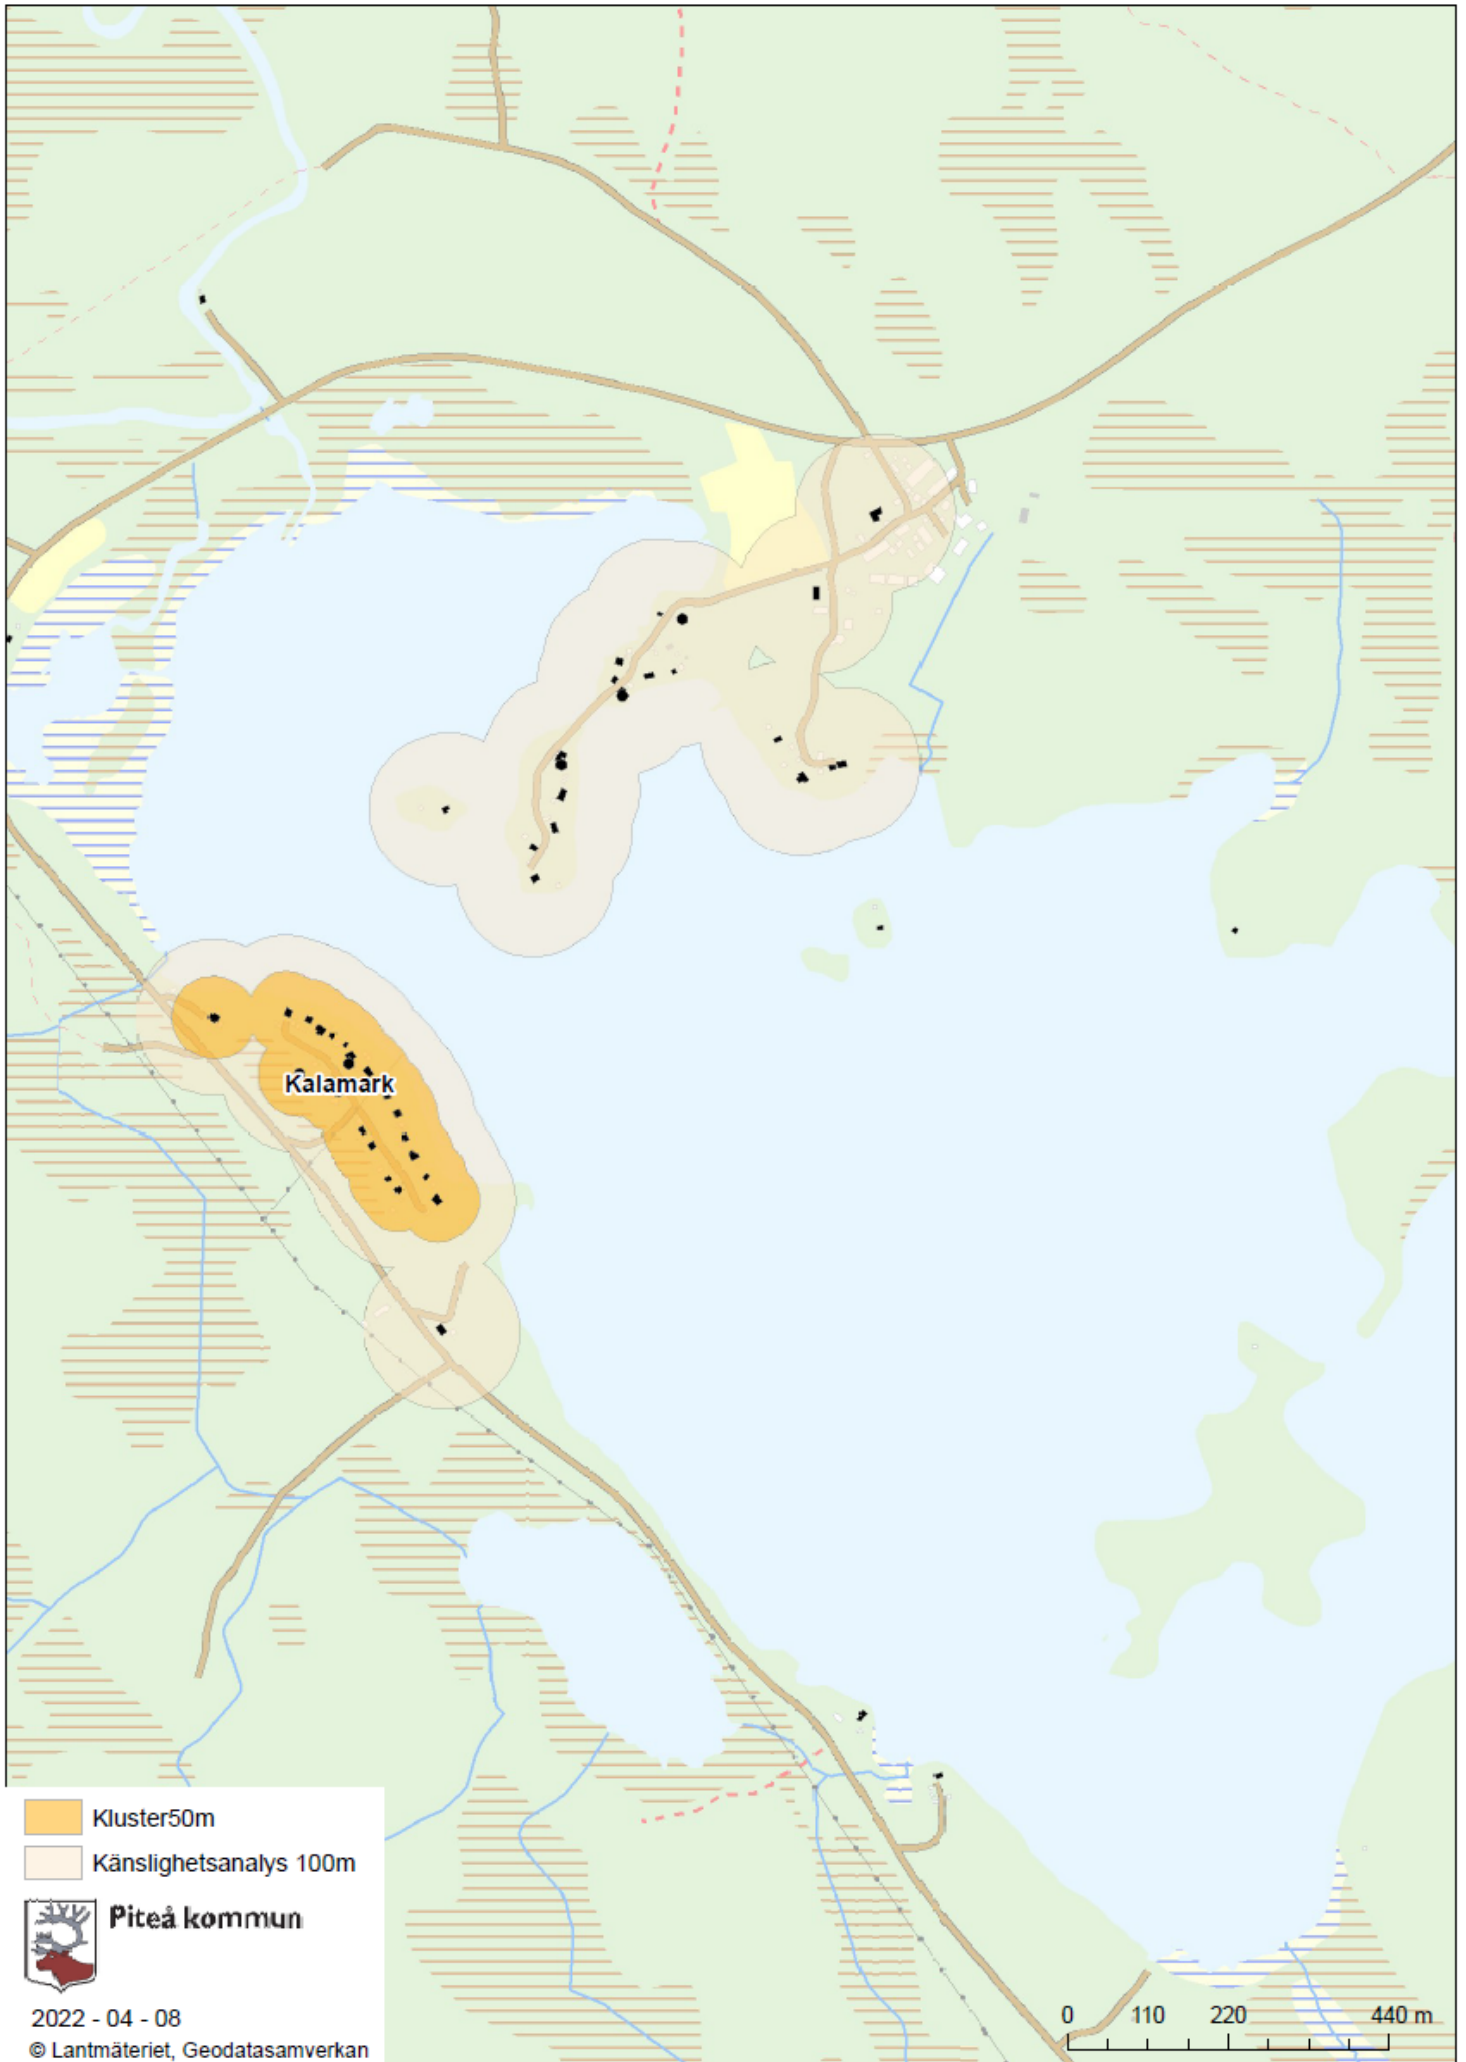 Kalamark
Kluster50m
Känslighetsanalys 100m
Piteå kommun
2022 - 04 - 08
© Lantmäteriet, Geodatasamverkan
0 110 220 440 m